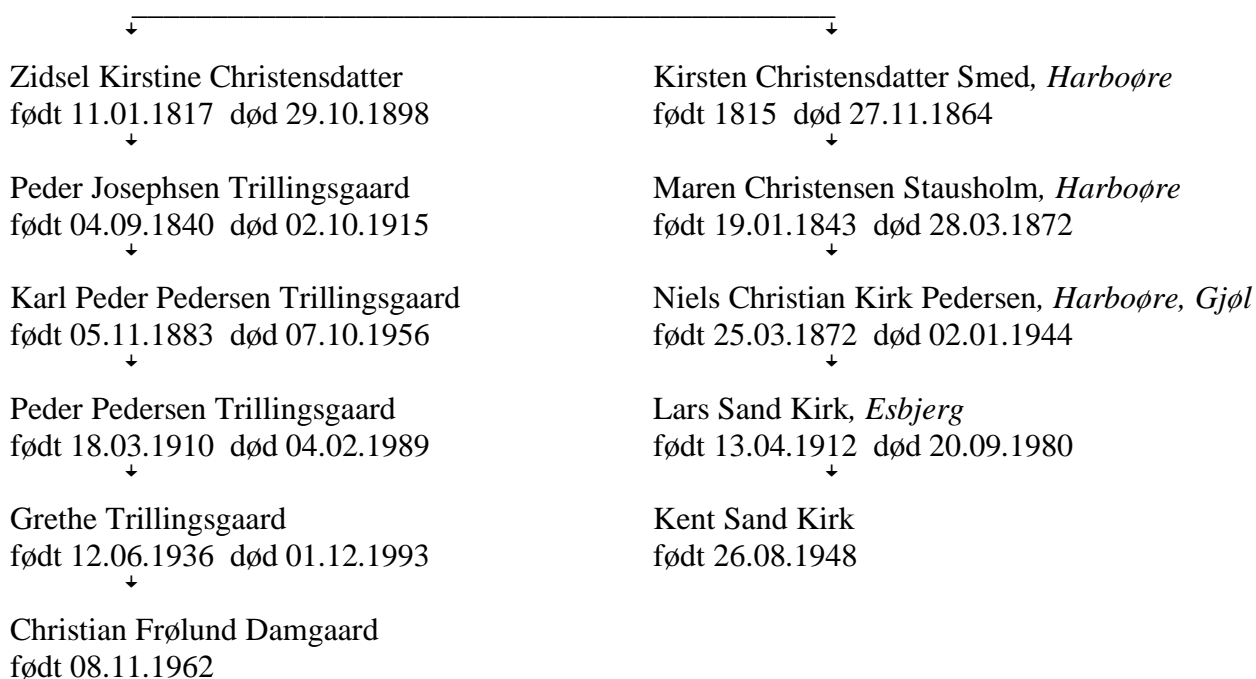 Zidsel Kirstine Christensdatter
født 11.01.1817 død 29.10.1898
Peder Josephsen Trillingsgaard
født 04.09.1840 død 02.10.1915
Karl Peder Pedersen Trillingsgaard
født 05.11.1883 død 07.10.1956
Peder Pedersen Trillingsgaard
født 18.03.1910 død 04.02.1989
Grethe Trillingsgaard
født 12.06.1936 død 01.12.1993
Christian Frølund Damgaard
født 08.11.1962
Kirsten Christensdatter Smed, Harboøre
født 1815 død 27.11.1864
Maren Christensen Stausholm, Harboøre
født 19.01.1843 død 28.03.1872
Niels Christian Kirk Pedersen, Harboøre, Gjøl
født 25.03.1872 død 02.01.1944
Lars Sand Kirk, Esbjerg
født 13.04.1912 død 20.09.1980
Kent Sand Kirk
født 26.08.1948